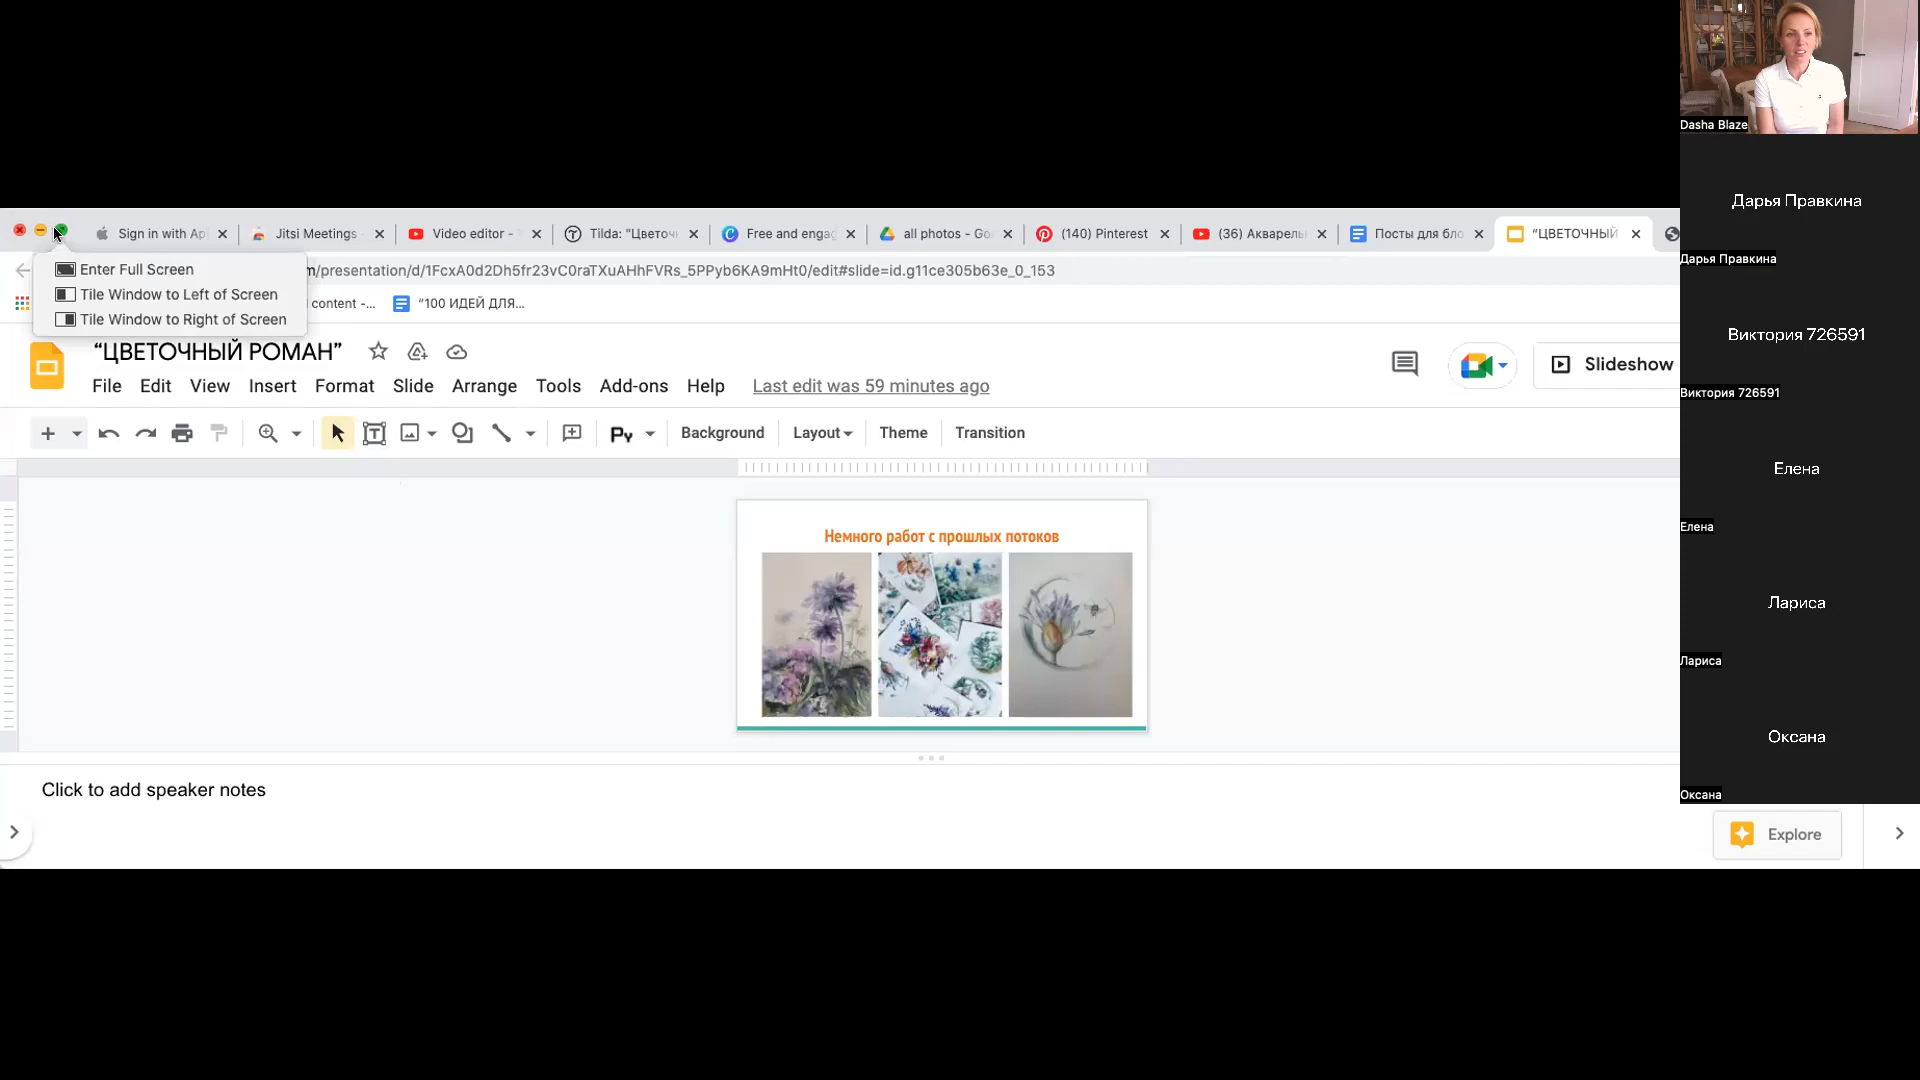 Dasha Blaze
Дарья Правкина
Дарья Правкина
Виктория 726591
Виктория 726591
Елена
Елена
Лариса
Лариса
Оксана
Оксана
Sign in with Ap
Jitsi Meetings
Video editor -
Tilda: "Цветоч
Free and engag
all photos - Go
(140) Pinterest
(36) Акварель
Посты для бло
“ЦВЕТОЧНЫЙ
Enter Full Screen
Tile Window to Left of Screen
Tile Window to Right of Screen
m/presentation/d/1FcxA0d2Dh5fr23vC0raTXuAHhFVRs_5PPyb6KA9mHt0/edit#slide=id.g11ce305b63e_0_153
content -...
“100 ИДЕЙ ДЛЯ...
“ЦВЕТОЧНЫЙ РОМАН”
File Edit View Insert Format Slide Arrange Tools Add-ons Help Last edit was 59 minutes ago
Slideshow
Background Layout Theme Transition
Немного работ с прошлых потоков
Click to add speaker notes
Explore